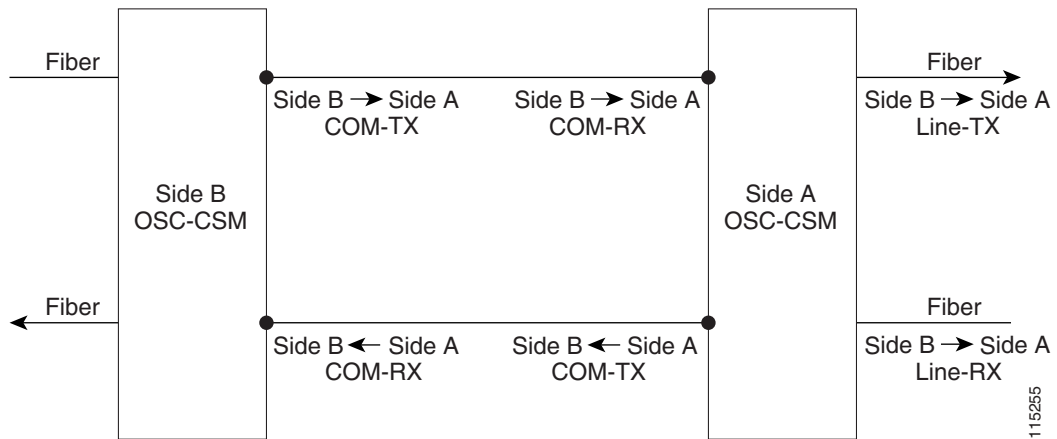 Fiber
Fiber
Side B → Side A
COM-TX
Side B → Side A
COM-RX
Side B → Side A
Line-TX
Side B
OSC-CSM
Side A
OSC-CSM
Fiber
Fiber
Side B ← Side A
COM-RX
Side B ← Side A
COM-TX
Side B → Side A
Line-RX
115255